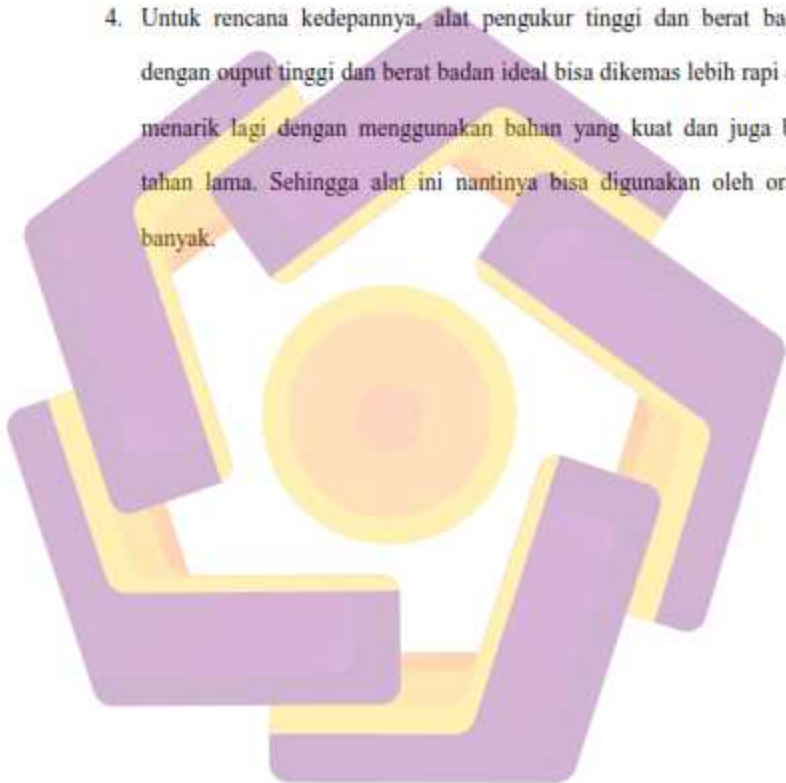 4. Untuk rencana kedepannya, alat pengukur tinggi dan berat ba
dengan ouput tinggi dan berat badan ideal bisa dikemas lebih rapi
menarik lagi dengan menggunakan bahan yang kuat dan juga b
tahan lama. Sehingga alat ini nantinya bisa digunakan oleh or
banyak.